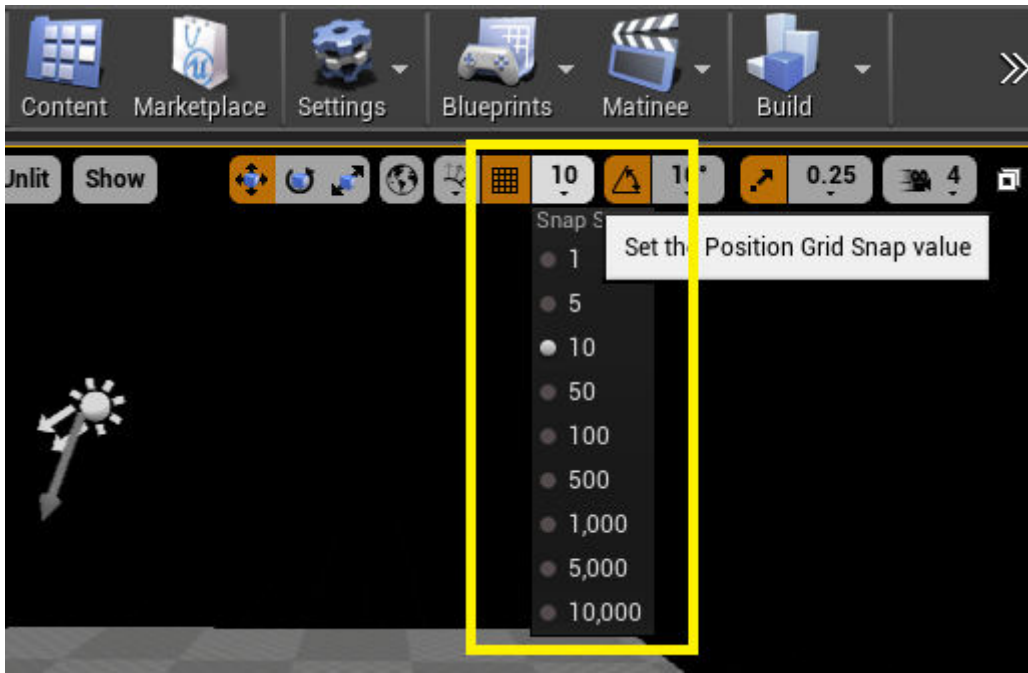 Content Marketplace Settings Blueprints Matinee Build
Unlit Show 10 10° 0.25 4
Snap S
Set the Position Grid Snap value
1
5
10
50
100
500
1,000
5,000
10,000